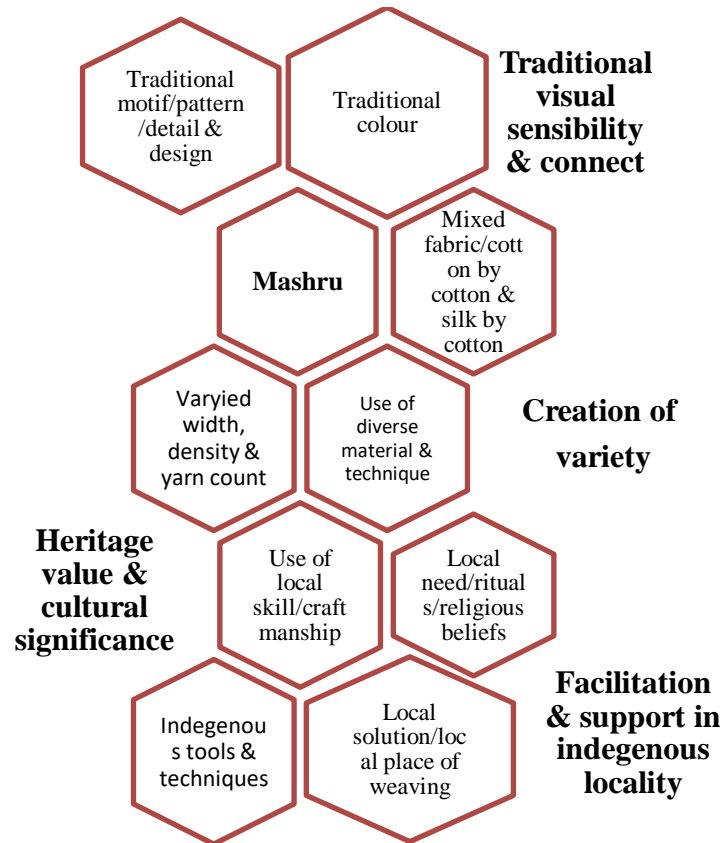 Traditional
motif/pattern
/detail &
design
Traditional
colour
Traditional
visual
sensibility
& connect
Mashru
Mixed
fabric/cott
on by
cotton &
silk by
cotton
Varyied
width,
density &
yarn count
Use of
diverse
material &
technique
Creation of
variety
Heritage
value &
cultural
significance
Use of
local
skill/craft
manship
Local
need/ritual
s/religious
beliefs
Indegenou
s tools &
techniques
Local
solution/loc
al place of
weaving
Facilitation
& support in
indegenous
locality